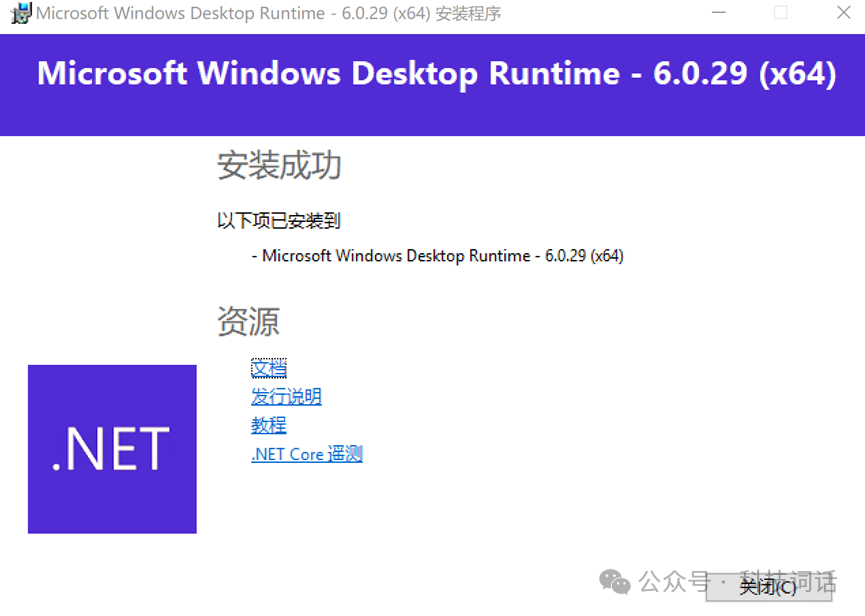 Microsoft Windows Desktop Runtime - 6.0.29 (x64) 安装程序
Microsoft Windows Desktop Runtime - 6.0.29 (x64)
安装成功
以下项已安装到
- Microsoft Windows Desktop Runtime - 6.0.29 (x64)
资源
文档
发行说明
教程
.NET Core 遥测
.NET
公众号 · 科技词话
关闭(C)